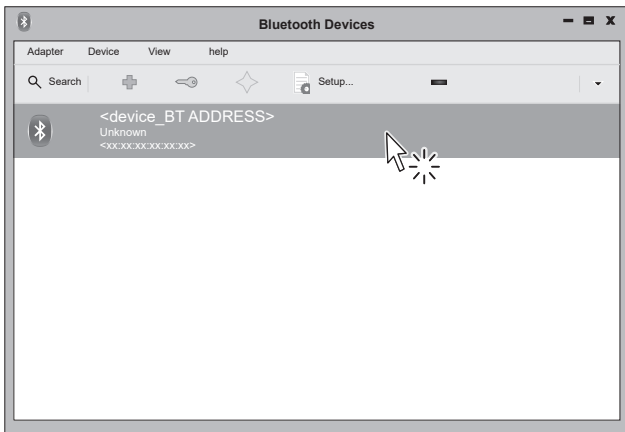 Bluetooth Devices
Adapter Device View help
Search Setup...
<device_BT ADDRESS>
Unknown
<xx:xx:xx:xx:xx:xx>